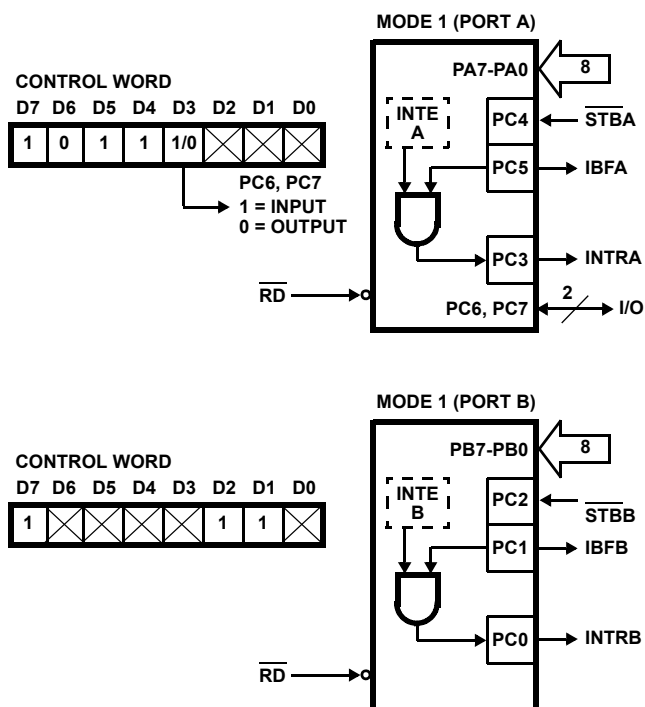 MODE 1 (PORT A)
CONTROL WORD
D7 D6 D5 D4 D3 D2 D1 D0
1 0 1 1 1/0
PC6, PC7
1 = INPUT
0 = OUTPUT
PA7-PA0
8
INTE
A
PC4
STBA
PC5
IBFA
PC3
INTRA
RD
PC6, PC7
2
I/O
MODE 1 (PORT B)
CONTROL WORD
D7 D6 D5 D4 D3 D2 D1 D0
1 1 1
PB7-PB0
8
INTE
B
PC2
STBB
PC1
IBFB
PC0
INTRB
RD